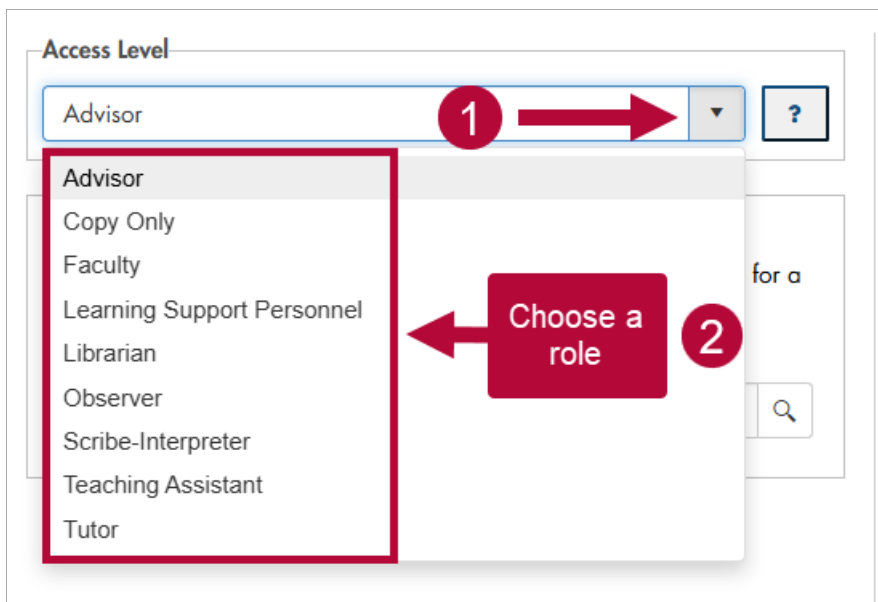 Access Level
Advisor
1
?
Advisor
Copy Only
Faculty
for a
Learning Support Personnel
Choose a
role
2
Librarian
Observer
Scribe-Interpreter
Teaching Assistant
Tutor